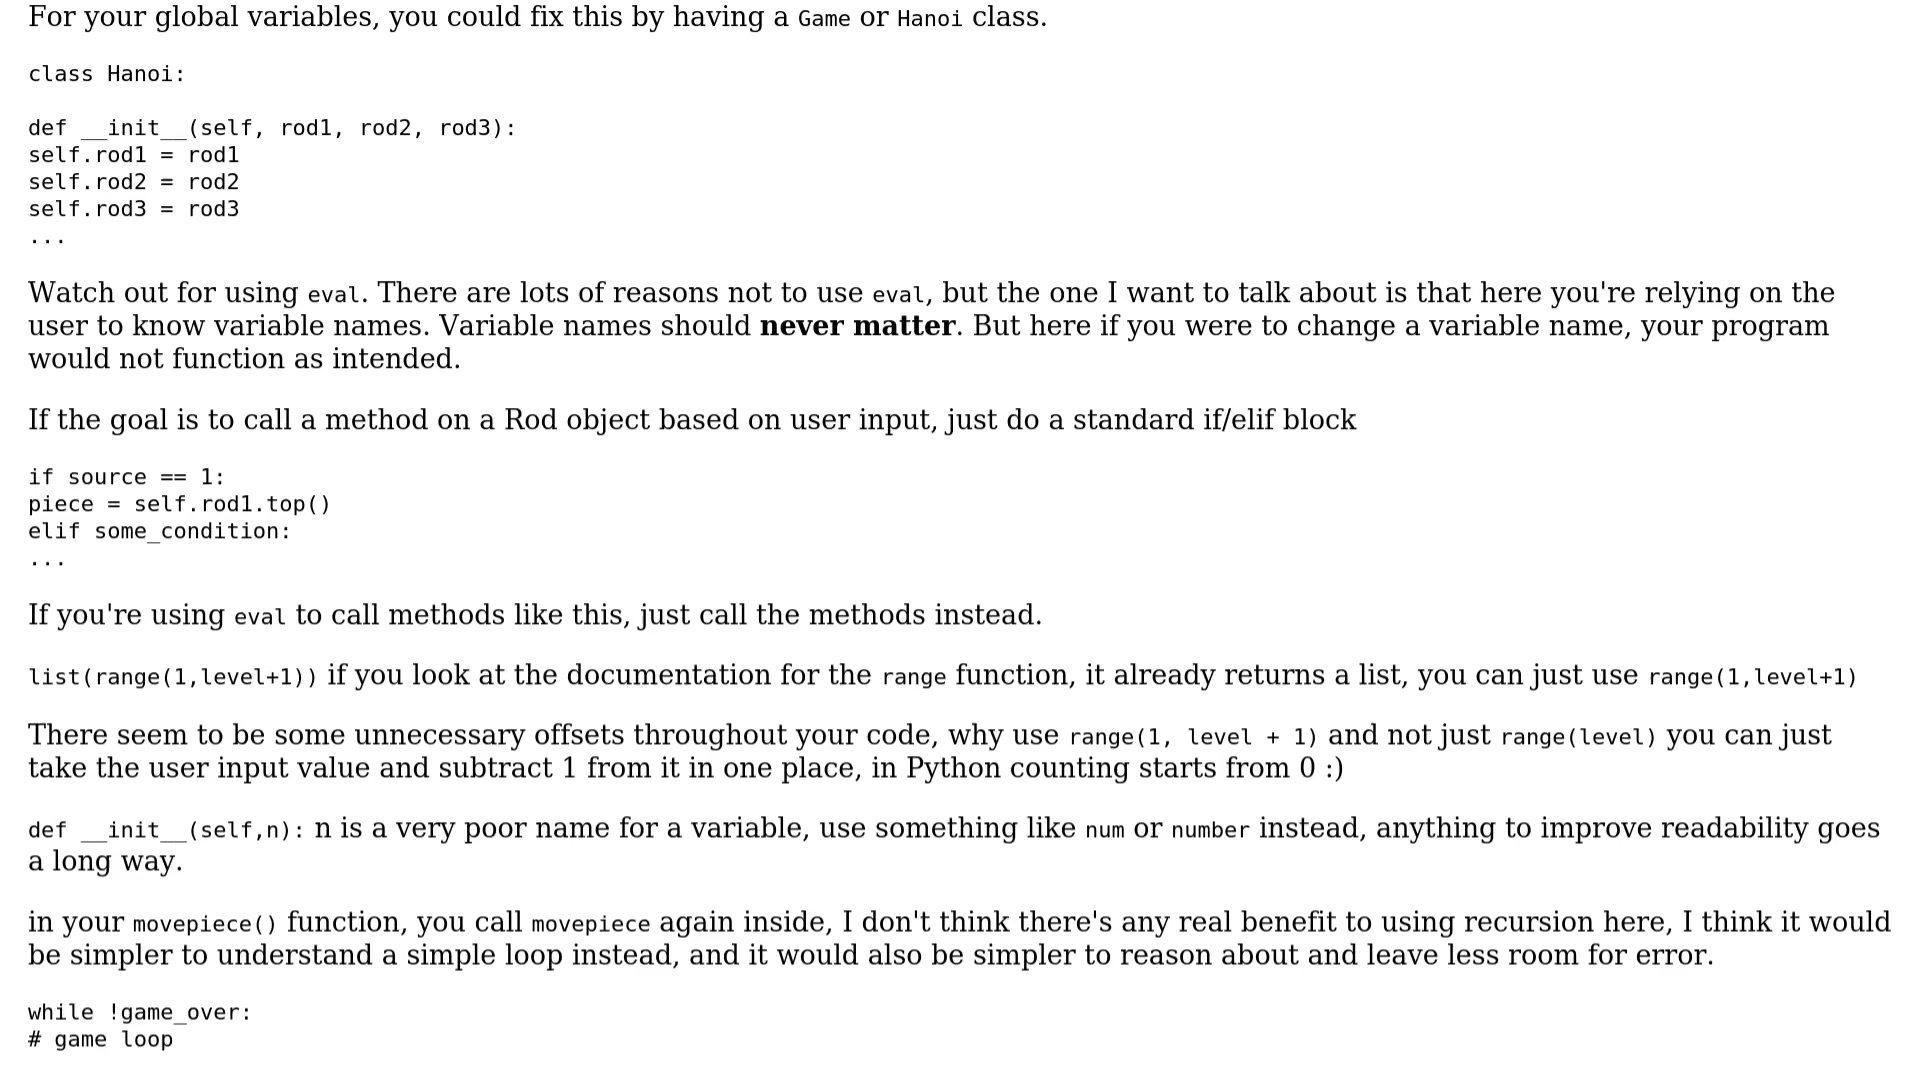 For your global variables, you could fix this by having a Game or Hanoi class.
class Hanoi:
def __init__(self, rod1, rod2, rod3):
self.rod1 = rod1
self.rod2 = rod2
self.rod3 = rod3
...
Watch out for using eval. There are lots of reasons not to use eval, but the one I want to talk about is that here you're relying on the
user to know variable names. Variable names should never matter. But here if you were to change a variable name, your program
would not function as intended.
If the goal is to call a method on a Rod object based on user input, just do a standard if/elif block
if source == 1:
piece = self.rod1.top()
elif some_condition:
...
If you're using eval to call methods like this, just call the methods instead.
list(range(1,level+1)) if you look at the documentation for the range function, it already returns a list, you can just use range(1,level+1)
There seem to be some unnecessary offsets throughout your code, why use range(1, level + 1) and not just range(level) you can just
take the user input value and subtract 1 from it in one place, in Python counting starts from 0 :)
def __init__(self,n): n is a very poor name for a variable, use something like num or number instead, anything to improve readability goes
a long way.
in your movepiece() function, you call movepiece again inside, I don't think there's any real benefit to using recursion here, I think it would
be simpler to understand a simple loop instead, and it would also be simpler to reason about and leave less room for error.
while !game_over:
# game loop